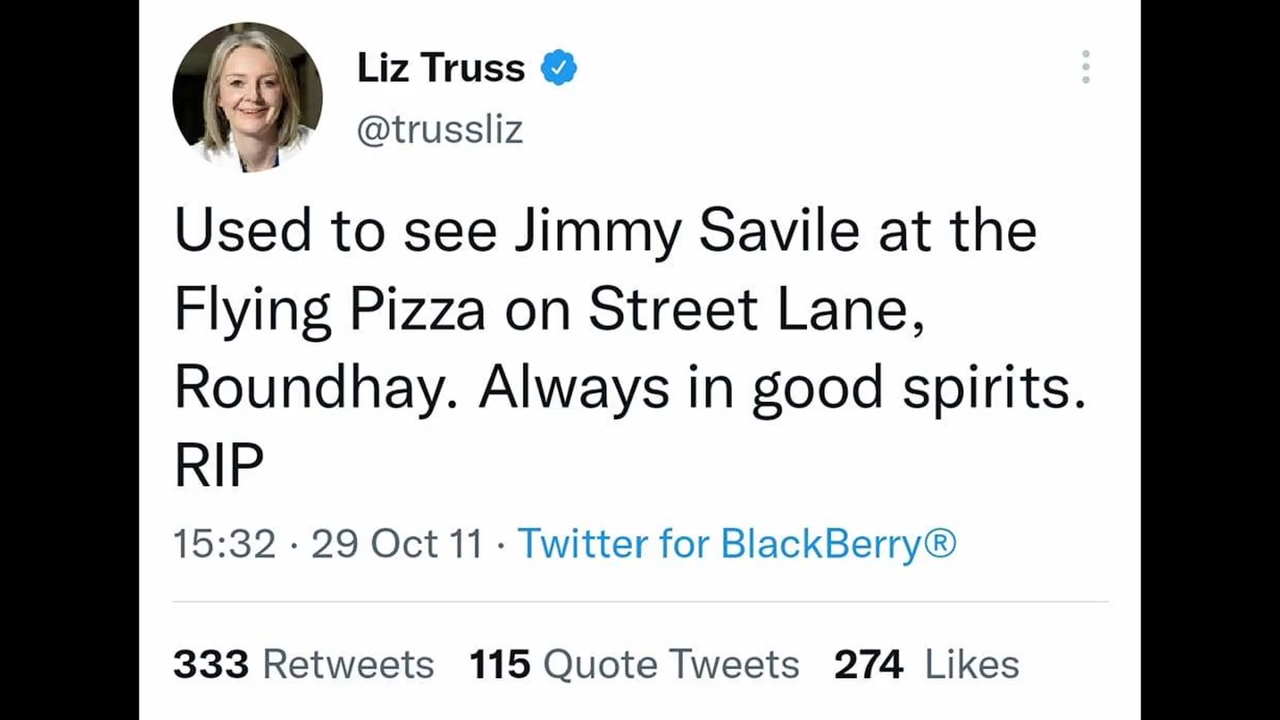 Liz Truss
@trussliz
Used to see Jimmy Savile at the
Flying Pizza on Street Lane,
Roundhay. Always in good spirits.
RIP
15:32 · 29 Oct 11 · Twitter for BlackBerry®
333 Retweets 115 Quote Tweets 274 Likes